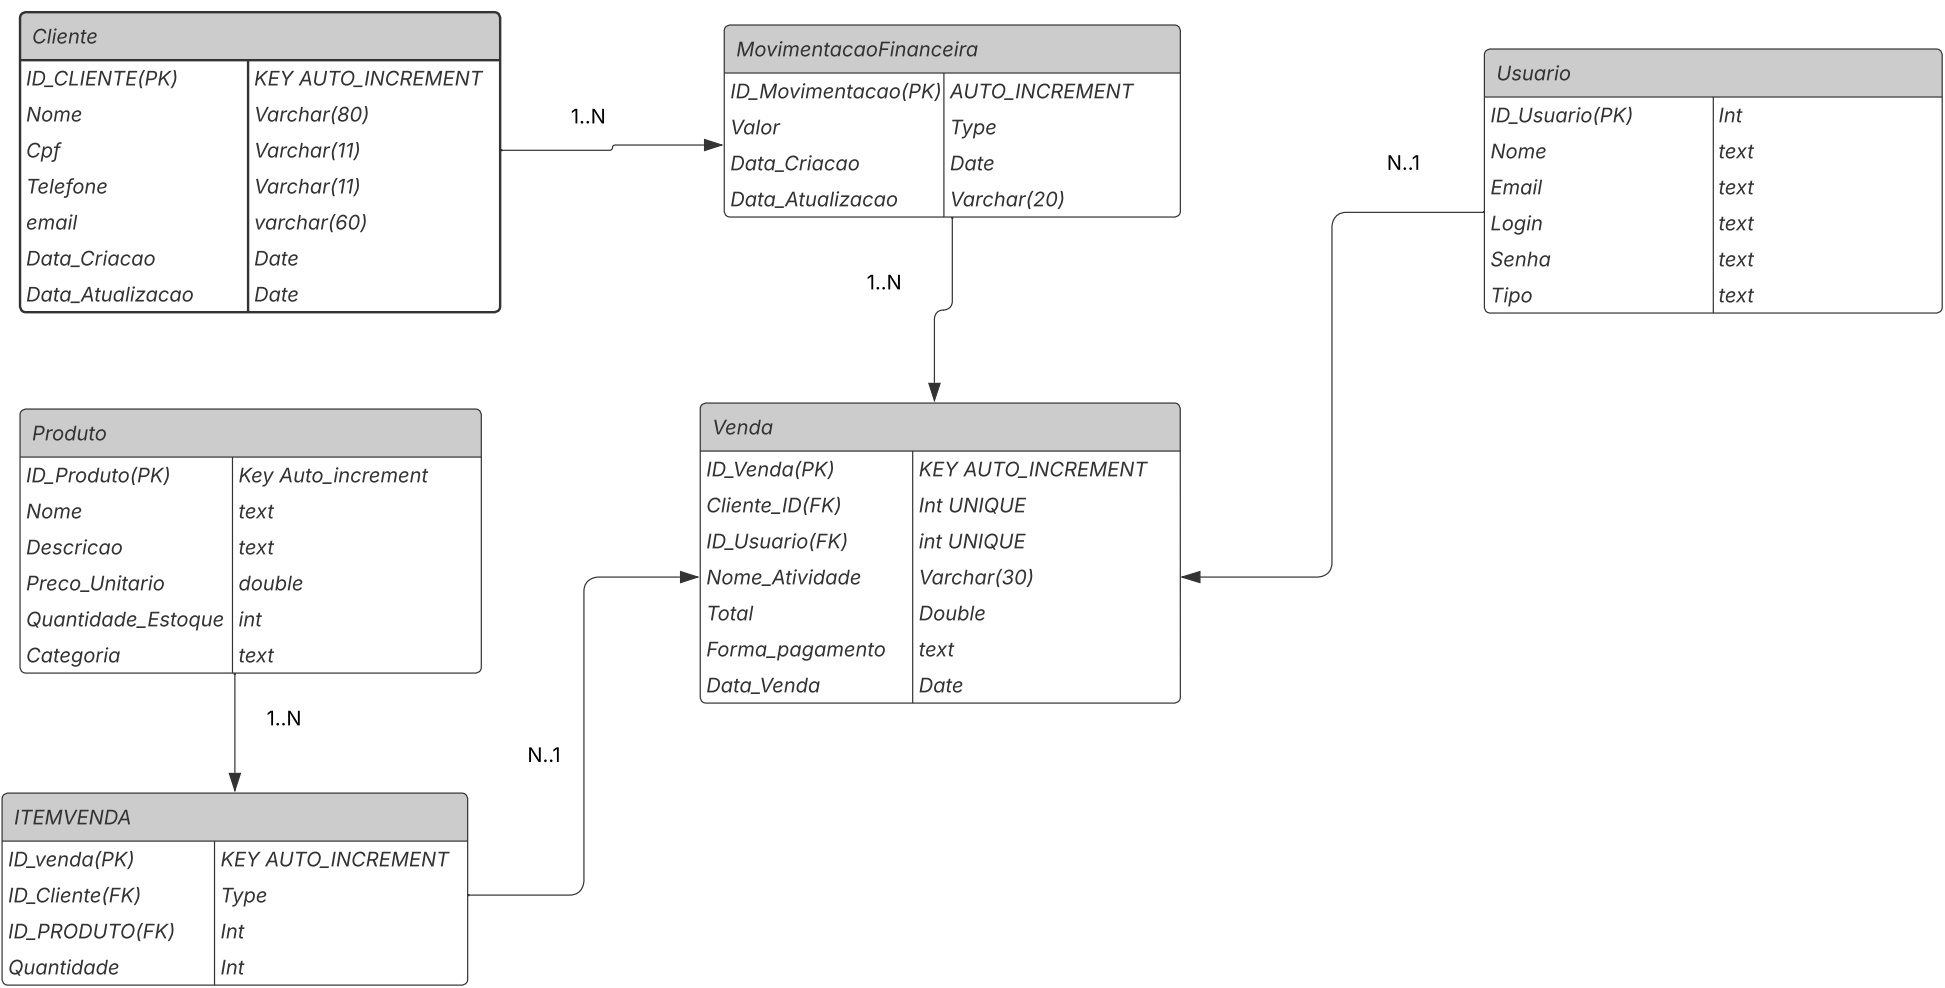 Cliente
ID_CLIENTE(PK) KEY AUTO_INCREMENT
Nome Varchar(80)
Cpf Varchar(11)
Telefone Varchar(11)
email varchar(60)
Data_Criacao Date
Data_Atualizacao Date
1..N
MovimentacaoFinanceira
ID_Movimentacao(PK) AUTO_INCREMENT
Valor Type
Data_Criacao Date
Data_Atualizacao Varchar(20)
1..N
Usuario
ID_Usuario(PK) Int
Nome text
Email text
Login text
Senha text
Tipo text
N..1
Produto
ID_Produto(PK) Key Auto_increment
Nome text
Descricao text
Preco_Unitario double
Quantidade_Estoque int
Categoria text
1..N
Venda
ID_Venda(PK) KEY AUTO_INCREMENT
Cliente_ID(FK) Int UNIQUE
ID_Usuario(FK) int UNIQUE
Nome_Atividade Varchar(30)
Total Double
Forma_pagamento text
Data_Venda Date
N..1
ITEMVENDA
ID_venda(PK) KEY AUTO_INCREMENT
ID_Cliente(FK) Type
ID_PRODUTO(FK) Int
Quantidade Int